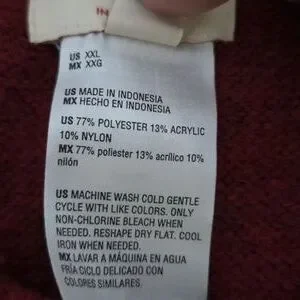 IN
US XXL
MX XXG
US MADE IN INDONESIA
MX HECHO EN INDONESIA
US 77% POLYESTER 13% ACRYLIC
10% NYLON
MX 77% poliester 13% acrílico 10%
nilón
US MACHINE WASH COLD GENTLE
CYCLE WITH LIKE COLORS. ONLY
NON-CHLORINE BLEACH WHEN
NEEDED. RESHAPE DRY FLAT. COOL
IRON WHEN NEEDED.
MX LAVAR A MÁQUINA EN AGUA
FRÍA CICLO DELICADO CON
COLORES SIMILARES.